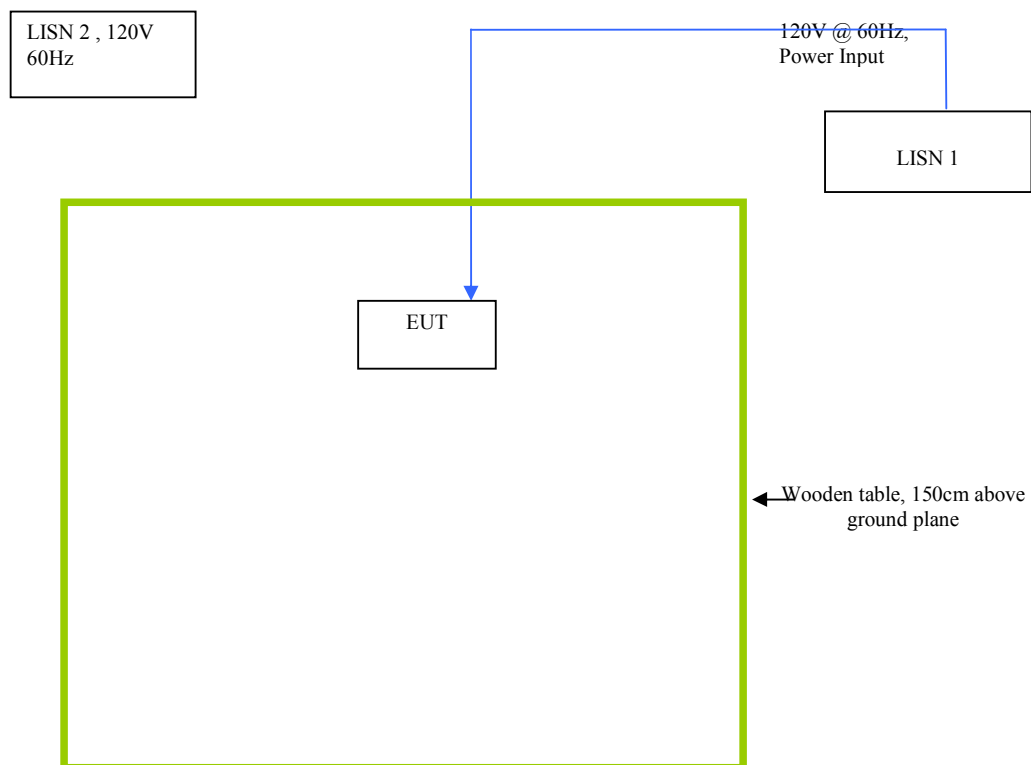 LISN 2 , 120V
60Hz
120V @ 60Hz,
Power Input
LISN 1
EUT
Wooden table, 150cm above
ground plane